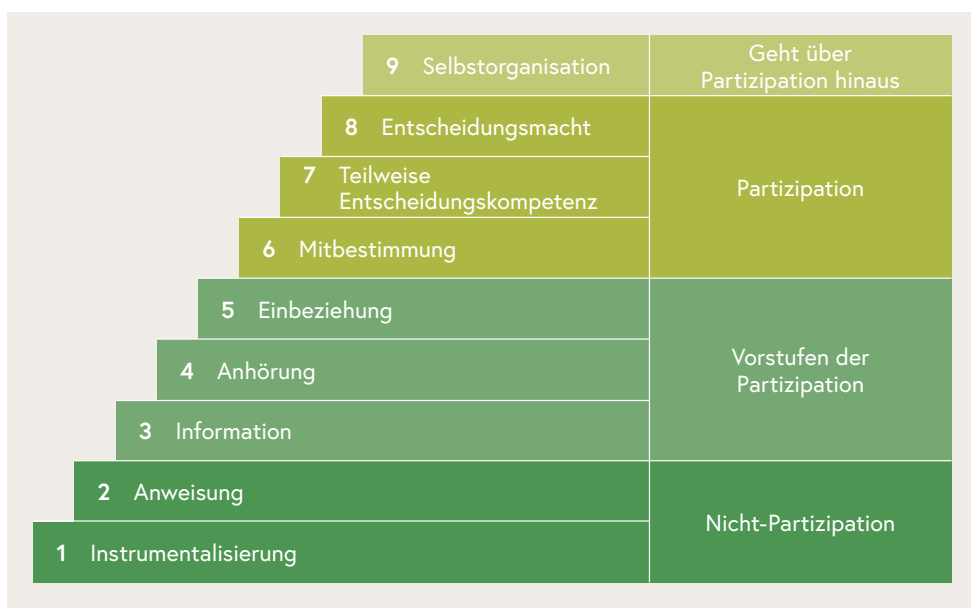 9 Selbstorganisation
Geht über
Partizipation hinaus
8 Entscheidungsmacht
7 Teilweise
Entscheidungskompetenz
6 Mitbestimmung
Partizipation
5 Einbeziehung
4 Anhörung
3 Information
Vorstufen der
Partizipation
2 Anweisung
1 Instrumentalisierung
Nicht-Partizipation